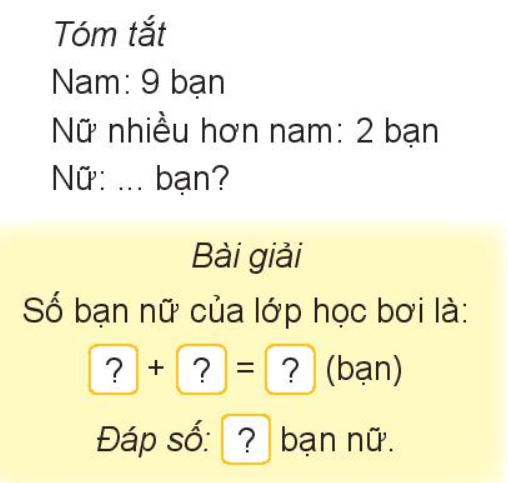 Tóm tắt
Nam: 9 bạn
Nữ nhiều hơn nam: 2 bạn
Nữ: ... bạn?
Bài giải
Số bạn nữ của lớp học bơi là:
? + ? = ? (bạn)
Đáp số: ? bạn nữ.